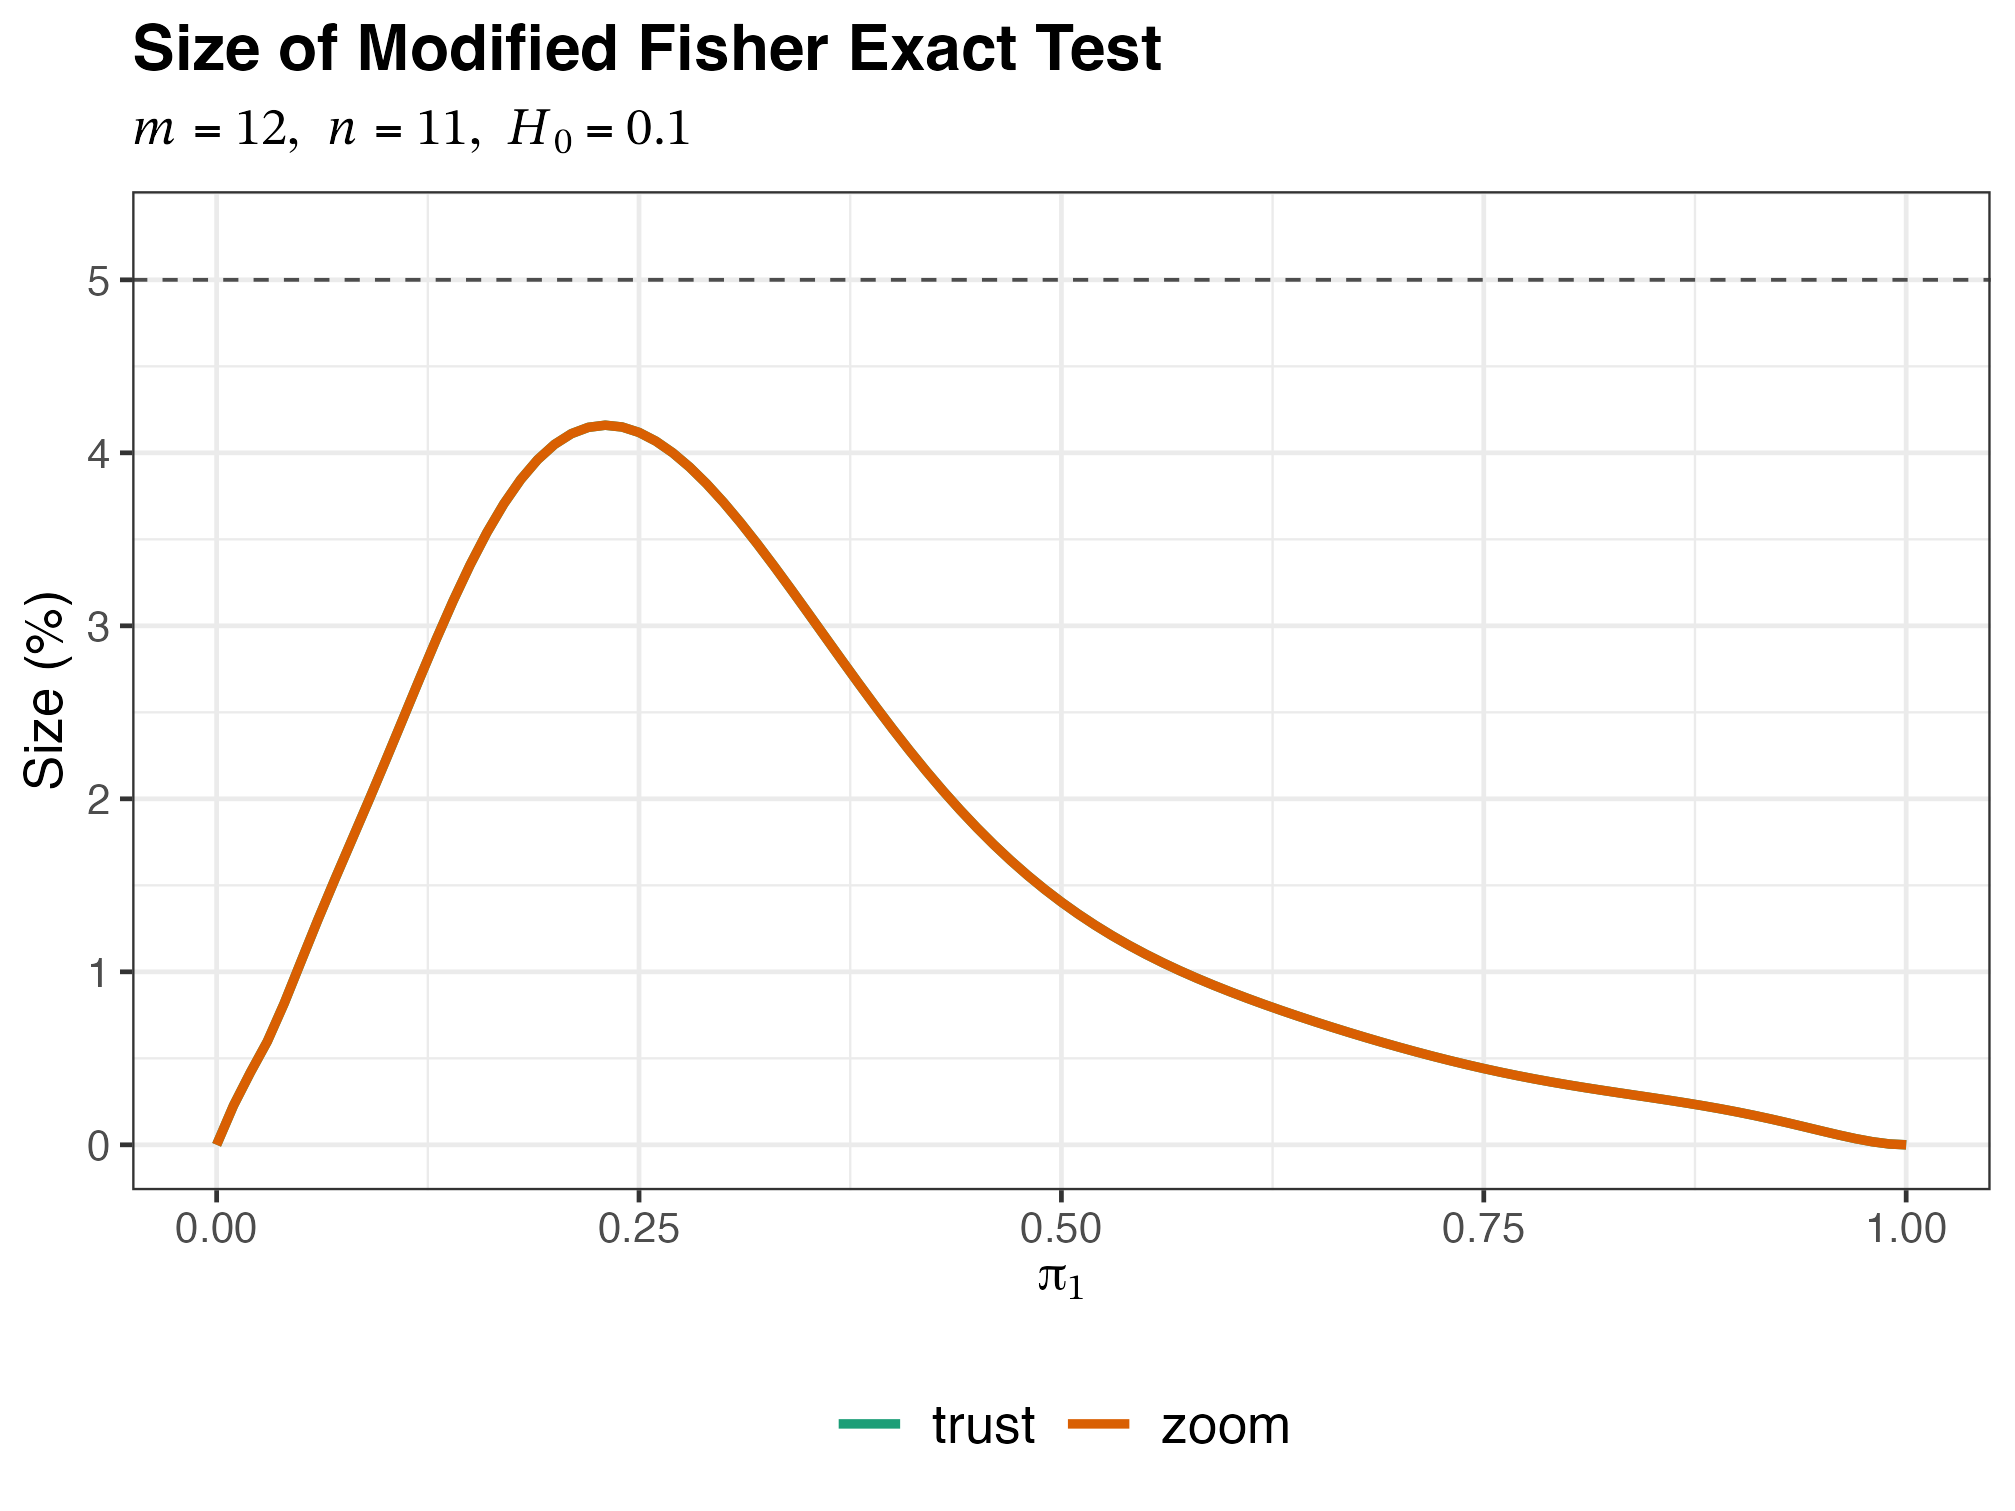 Size of Modified Fisher Exact Test
m = 12, n = 11, H₀ = 0.1
Size (%)
5
4
3
2
1
0
0.00 0.25 0.50 0.75 1.00
π₁
trust zoom